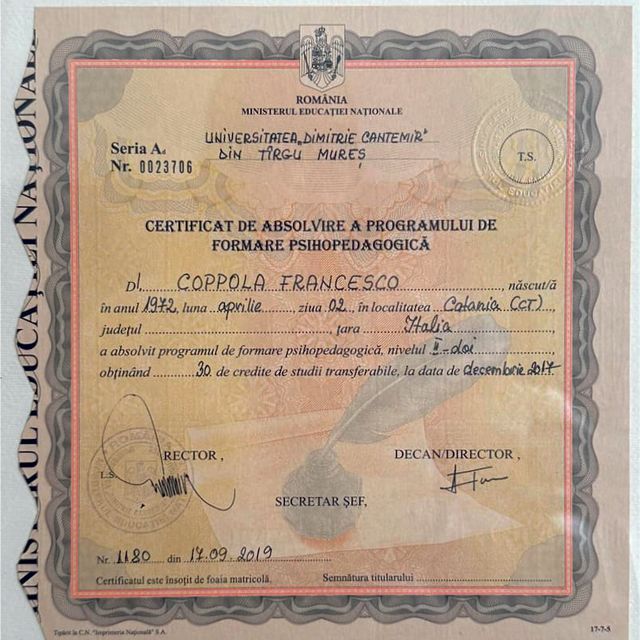 ROMÂNIA
MINISTERUL EDUCAȚIEI NAȚIONALE
UNIVERSITATEA „DIMITRIE CANTEMIR"
DIN TÎRGU MUREȘ
Seria A
Nr. 0023706
T.S.
CERTIFICAT DE ABSOLVIRE A PROGRAMULUI DE
FORMARE PSIHOPEDAGOGICĂ
Dl. COPPOLA FRANCESCO, născut/ă
în anul 1972, luna aprilie, ziua 02, în localitatea Catania (CT),
județul, țara Italia
a absolvit programul de formare psihopedagogică, nivelul II-doi,
obținând 30 de credite de studii transferabile, la data de decembrie 2017
RECTOR, DECAN/DIRECTOR,
L.S.
SECRETAR ȘEF,
Nr. 1180 din 17.09.2019
Certificatul este însoțit de foaia matricolă. Semnătura titularului
Tipărit la C.N. "Imprimeria Națională" S.A. 17-7-5